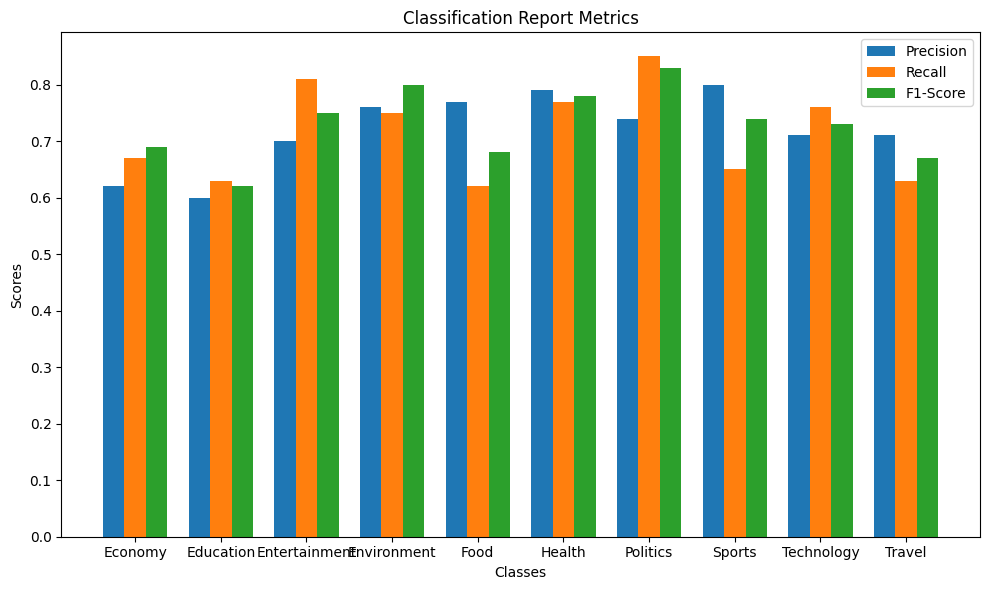 Classification Report Metrics
Precision
Recall
F1-Score
Scores
0.8
0.7
0.6
0.5
0.4
0.3
0.2
0.1
0.0
Economy Education Entertainment Environment Food Health Politics Sports Technology Travel
Classes